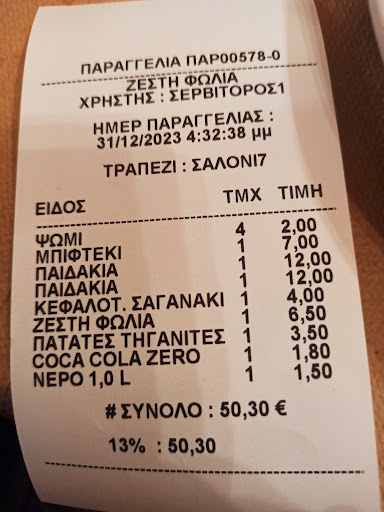 ΠΑΡΑΓΓΕΛΙΑ ΠΑΡ00578-0
ΖΕΣΤΗ ΦΩΛΙΑ
ΧΡΗΣΤΗΣ : ΣΕΡΒΙΤΟΡΟΣ1
ΗΜΕΡ ΠΑΡΑΓΓΕΛΙΑΣ :
31/12/2023 4:32:38 μμ
ΤΡΑΠΕΖΙ : ΣΑΛΟΝΙ7
ΕΙΔΟΣ ΤΜΧ ΤΙΜΗ
ΨΩΜΙ 4 2,00
ΜΠΙΦΤΕΚΙ 1 7,00
ΠΑΙΔΑΚΙΑ 1 12,00
ΠΑΙΔΑΚΙΑ 1 12,00
ΚΕΦΑΛΟΤ. ΣΑΓΑΝΑΚΙ 1 4,00
ΖΕΣΤΗ ΦΩΛΙΑ 1 6,50
ΠΑΤΑΤΕΣ ΤΗΓΑΝΙΤΕΣ 1 3,50
COCA COLA ZERO 1 1,80
ΝΕΡΟ 1,0 L 1 1,50
# ΣΥΝΟΛΟ : 50,30 €
13% : 50,30